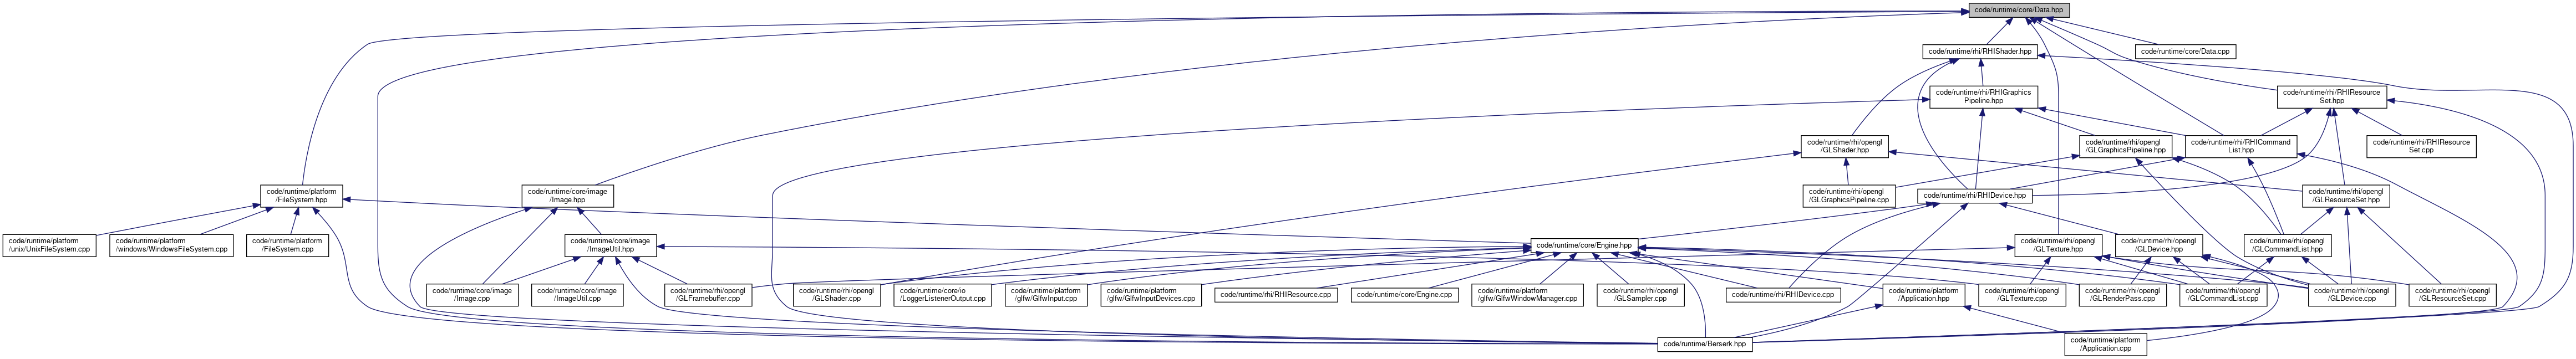 code/runtime/core/Data.hpp
code/runtime/rhi/RHIShader.hpp
code/runtime/core/Data.cpp
code/runtime/rhi/RHIGraphics
Pipeline.hpp
code/runtime/rhi/RHIResource
Set.hpp
code/runtime/rhi/opengl
/GLShader.hpp
code/runtime/rhi/opengl
/GLGraphicsPipeline.hpp
code/runtime/rhi/RHICommand
List.hpp
code/runtime/rhi/RHIResource
Set.cpp
code/runtime/platform
/FileSystem.hpp
code/runtime/core/image
/Image.hpp
code/runtime/rhi/opengl
/GLGraphicsPipeline.cpp
code/runtime/rhi/RHIDevice.hpp
code/runtime/rhi/opengl
/GLResourceSet.hpp
code/runtime/platform
/unix/UnixFileSystem.cpp
code/runtime/platform
/windows/WindowsFileSystem.cpp
code/runtime/platform
/FileSystem.cpp
code/runtime/core/image
/ImageUtil.hpp
code/runtime/core/Engine.hpp
code/runtime/rhi/opengl
/GLTexture.hpp
code/runtime/rhi/opengl
/GLDevice.hpp
code/runtime/rhi/opengl
/GLCommandList.hpp
code/runtime/core/image
/Image.cpp
code/runtime/core/image
/ImageUtil.cpp
code/runtime/rhi/opengl
/GLFramebuffer.cpp
code/runtime/rhi/opengl
/GLShader.cpp
code/runtime/core/io
/LoggerListenerOutput.cpp
code/runtime/platform
/glfw/GlfwInput.cpp
code/runtime/platform
/glfw/GlfwInputDevices.cpp
code/runtime/rhi/RHIResource.cpp
code/runtime/core/Engine.cpp
code/runtime/platform
/glfw/GlfwWindowManager.cpp
code/runtime/rhi/opengl
/GLSampler.cpp
code/runtime/rhi/RHIDevice.cpp
code/runtime/platform
/Application.hpp
code/runtime/rhi/opengl
/GLTexture.cpp
code/runtime/rhi/opengl
/GLRenderPass.cpp
code/runtime/rhi/opengl
/GLCommandList.cpp
code/runtime/rhi/opengl
/GLDevice.cpp
code/runtime/rhi/opengl
/GLResourceSet.cpp
code/runtime/Berserk.hpp
code/runtime/platform
/Application.cpp